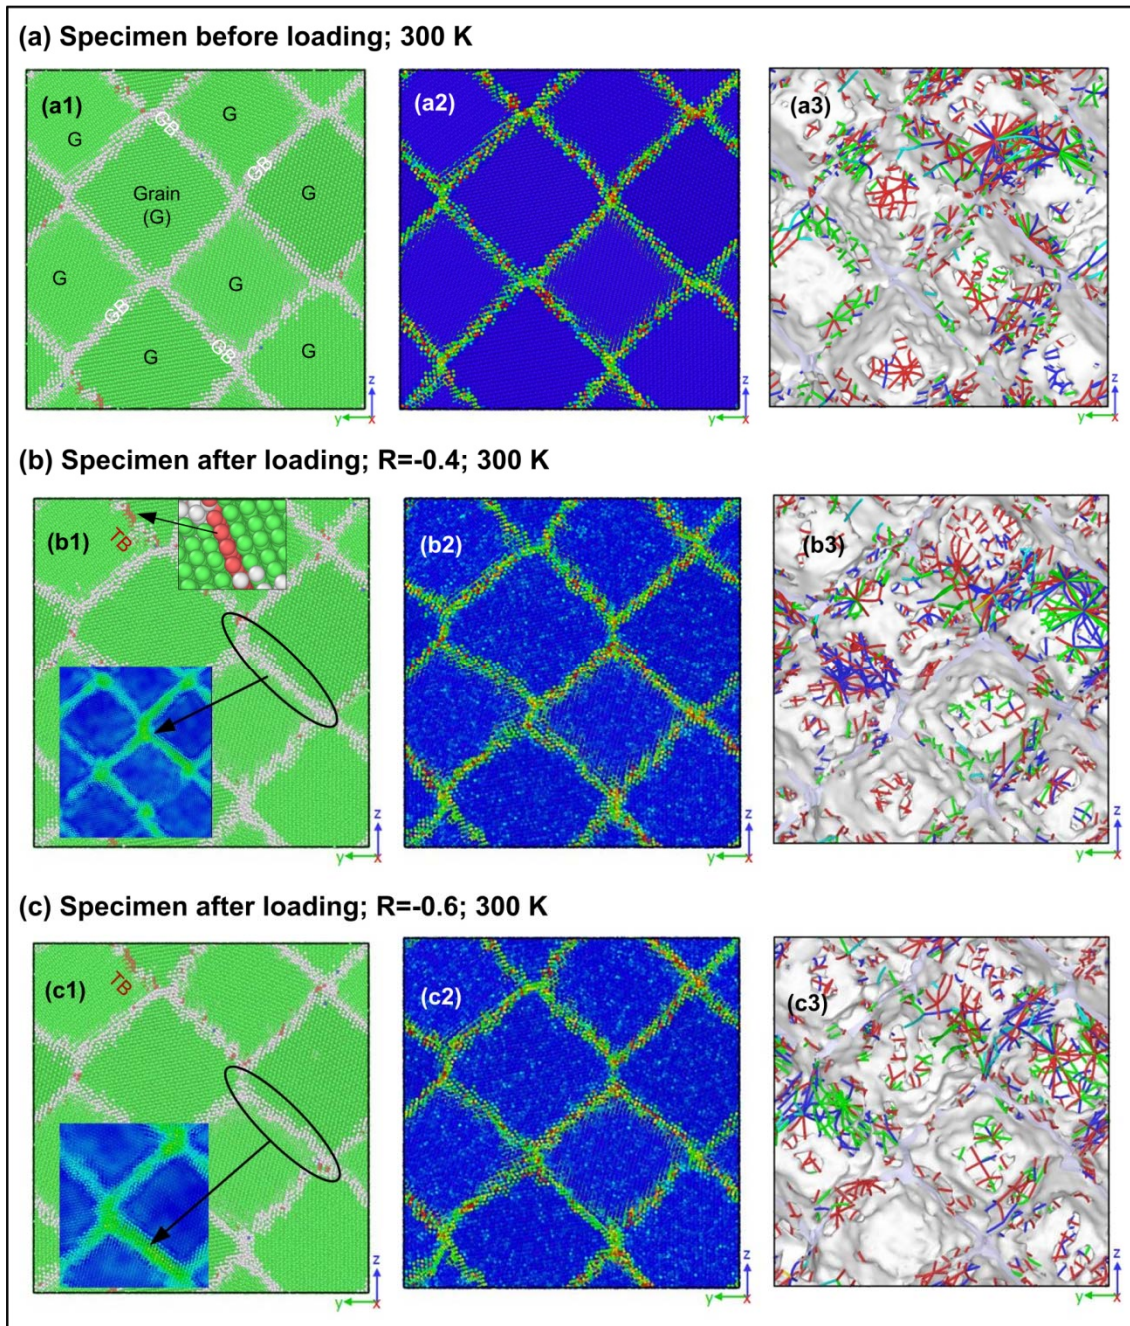 (a) Specimen before loading; 300 K
(a1)
G
G
GB
GB
Grain
(G)
G
G
G
GB
GB
G
G
z
y
x
(a2)
z
y
x
(a3)
z
y
x
(b) Specimen after loading; R=-0.4; 300 K
(b1)
TB
z
y
x
(b2)
z
y
x
(b3)
z
y
x
(c) Specimen after loading; R=-0.6; 300 K
(c1)
TB
z
y
x
(c2)
z
y
x
(c3)
z
y
x